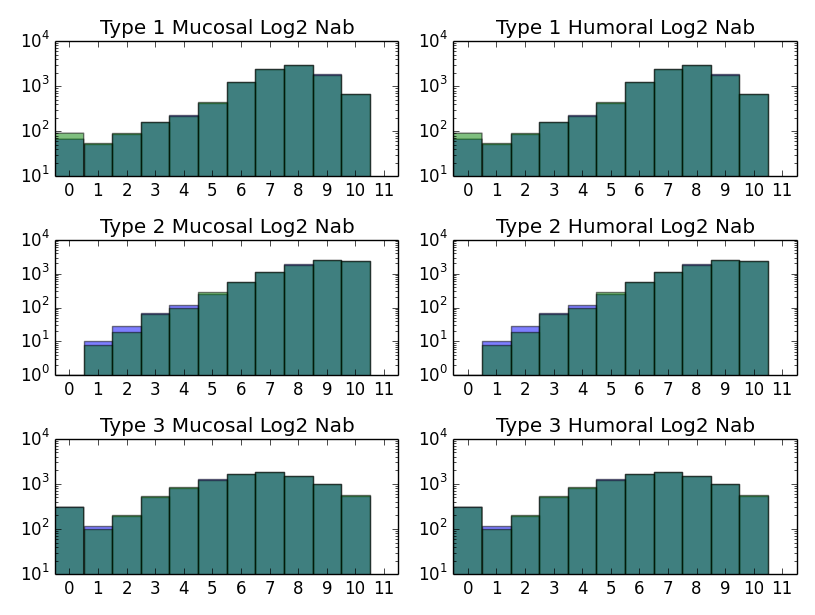 Type 1 Mucosal Log2 Nab
10^4
10^3
10^2
10^1
0 1 2 3 4 5 6 7 8 9 10 11
Type 1 Humoral Log2 Nab
10^4
10^3
10^2
10^1
0 1 2 3 4 5 6 7 8 9 10 11
Type 2 Mucosal Log2 Nab
10^4
10^3
10^2
10^1
10^0
0 1 2 3 4 5 6 7 8 9 10 11
Type 2 Humoral Log2 Nab
10^4
10^3
10^2
10^1
10^0
0 1 2 3 4 5 6 7 8 9 10 11
Type 3 Mucosal Log2 Nab
10^4
10^3
10^2
10^1
0 1 2 3 4 5 6 7 8 9 10 11
Type 3 Humoral Log2 Nab
10^4
10^3
10^2
10^1
0 1 2 3 4 5 6 7 8 9 10 11